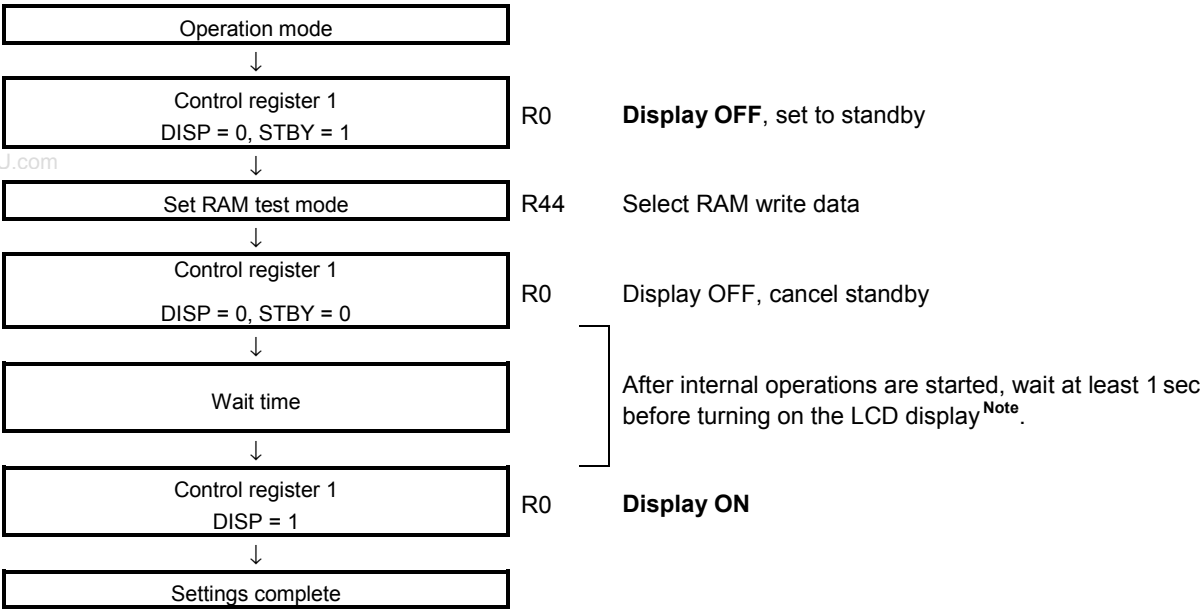 Operation mode
↓
Control register 1
DISP = 0, STBY = 1
R0 Display OFF, set to standby
↓
J.com
Set RAM test mode R44 Select RAM write data
↓
Control register 1
DISP = 0, STBY = 0
R0 Display OFF, cancel standby
↓
Wait time
After internal operations are started, wait at least 1 sec
before turning on the LCD display Note.
↓
Control register 1
DISP = 1
R0 Display ON
↓
Settings complete